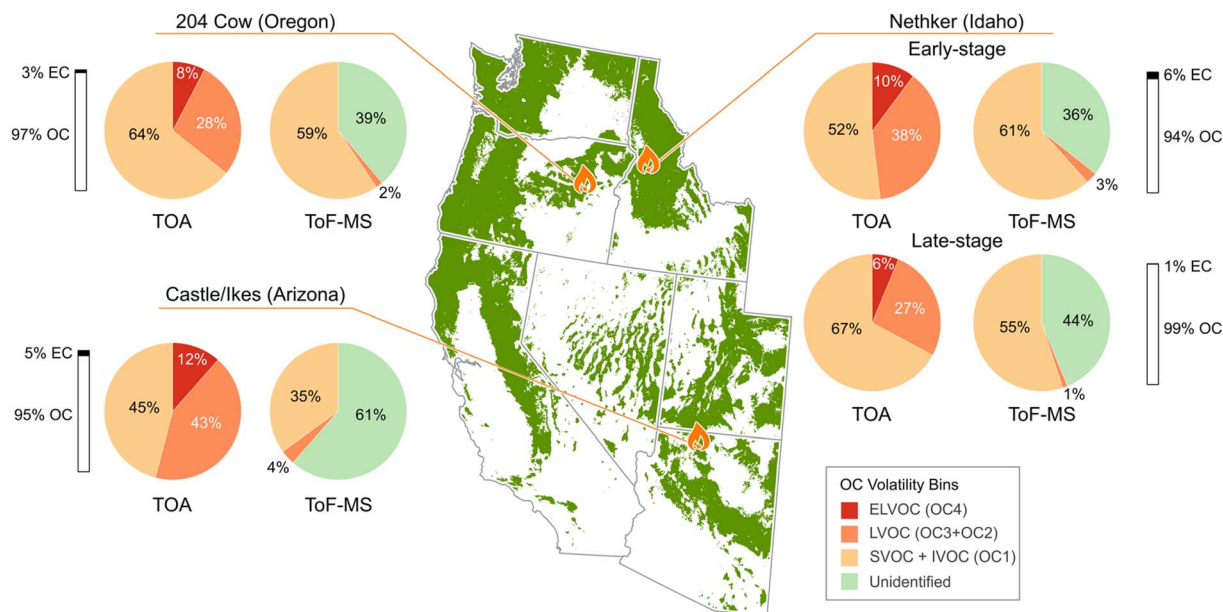 204 Cow (Oregon)
3% EC
97% OC
8%
28%
64%
TOA
39%
59%
2%
ToF-MS
Nethker (Idaho)
Early-stage
10%
38%
52%
TOA
36%
61%
3%
ToF-MS
6% EC
94% OC
Late-stage
6%
27%
67%
TOA
44%
55%
1%
ToF-MS
1% EC
99% OC
Castle/Ikes (Arizona)
5% EC
95% OC
12%
43%
45%
TOA
35%
61%
4%
ToF-MS
OC Volatility Bins
ELVOC (OC4)
LVOC (OC3+OC2)
SVOC + IVOC (OC1)
Unidentified